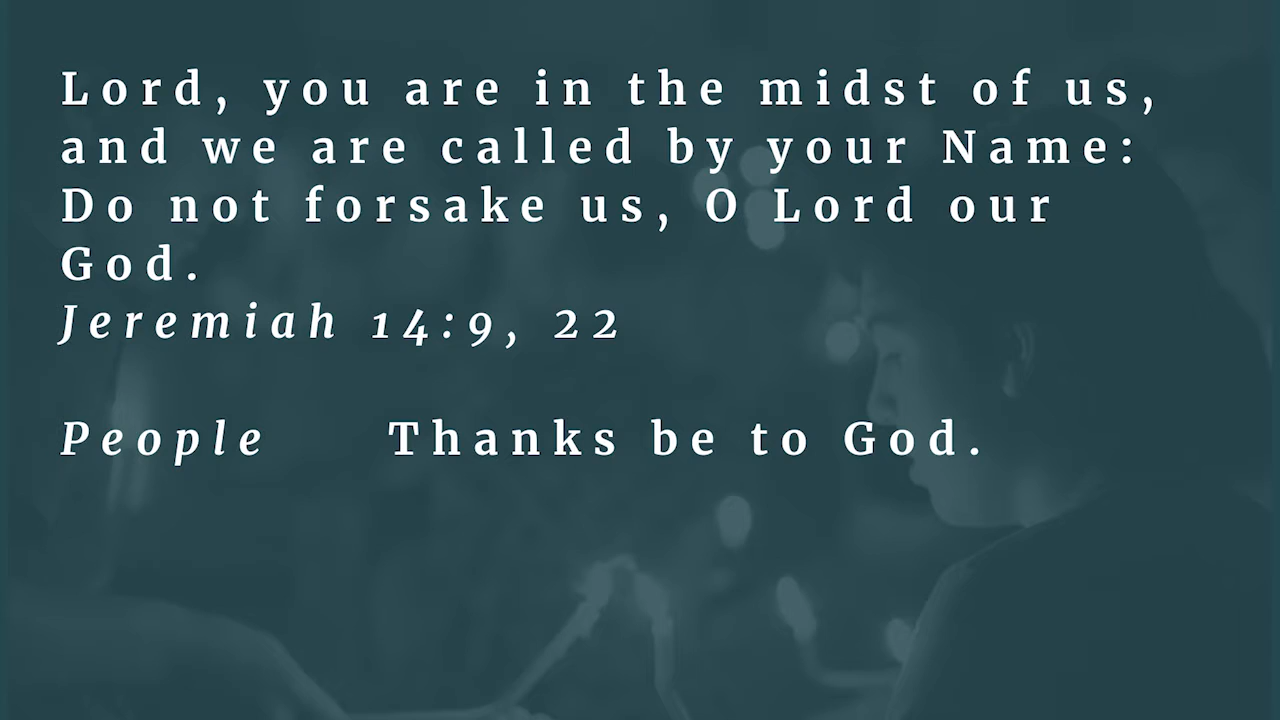 Lord, you are in the midst of us,
and we are called by your Name:
Do not forsake us, O Lord our
God.
Jeremiah 14:9, 22
People Thanks be to God.